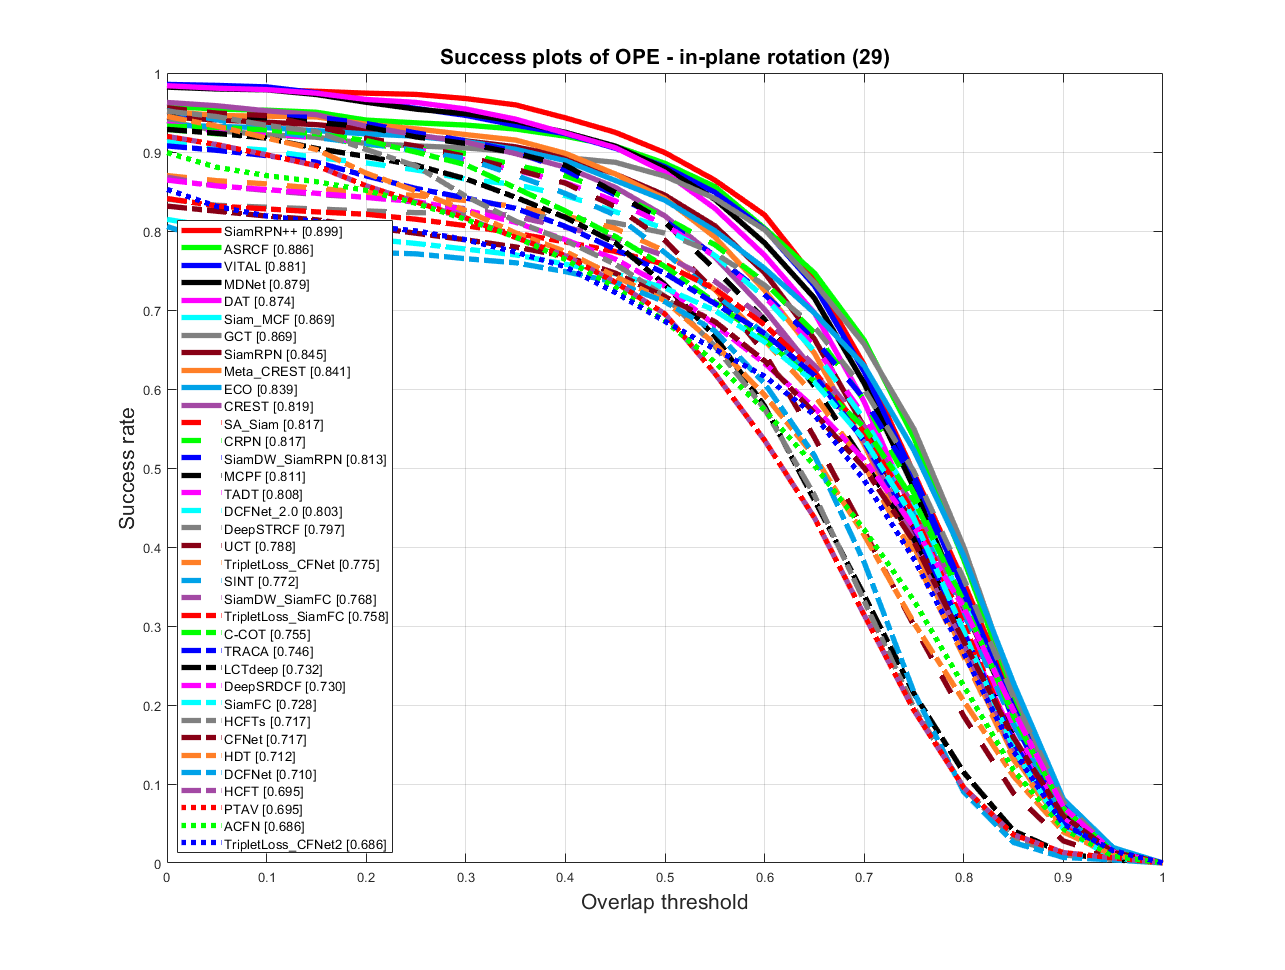 Success plots of OPE - in-plane rotation (29)
1
0.9
0.8
0.7
0.6
0.5
0.4
0.3
0.2
0.1
0
Success rate
SiamRPN++ [0.899]
ASRCF [0.886]
VITAL [0.881]
MDNet [0.879]
DAT [0.874]
Siam_MCF [0.869]
GCT [0.869]
SiamRPN [0.845]
Meta_CREST [0.841]
ECO [0.839]
CREST [0.819]
SA_Siam [0.817]
CRPN [0.817]
SiamDW_SiamRPN [0.813]
MCPF [0.811]
TADT [0.808]
DCFNet_2.0 [0.803]
DeepSTRCF [0.797]
UCT [0.788]
TripletLoss_CFNet [0.775]
SINT [0.772]
SiamDW_SiamFC [0.768]
TripletLoss_SiamFC [0.758]
C-COT [0.755]
TRACA [0.746]
LCTdeep [0.732]
DeepSRDCF [0.730]
SiamFC [0.728]
HCFTs [0.717]
CFNet [0.717]
HDT [0.712]
DCFNet [0.710]
HCFT [0.695]
PTAV [0.695]
ACFN [0.686]
TripletLoss_CFNet2 [0.686]
0 0.1 0.2 0.3 0.4 0.5 0.6 0.7 0.8 0.9 1
Overlap threshold